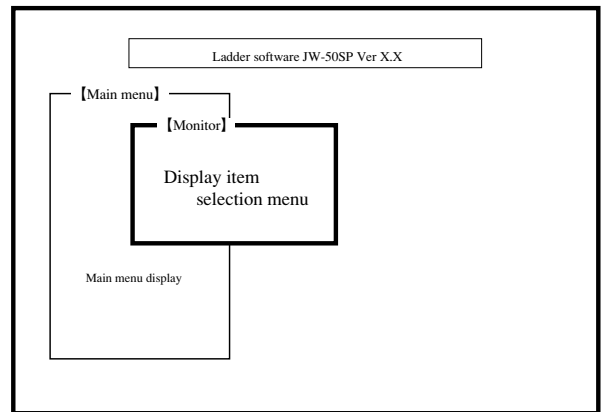 Ladder software JW-50SP Ver X.X
【Main menu】
【Monitor】
Display item
selection menu
Main menu display